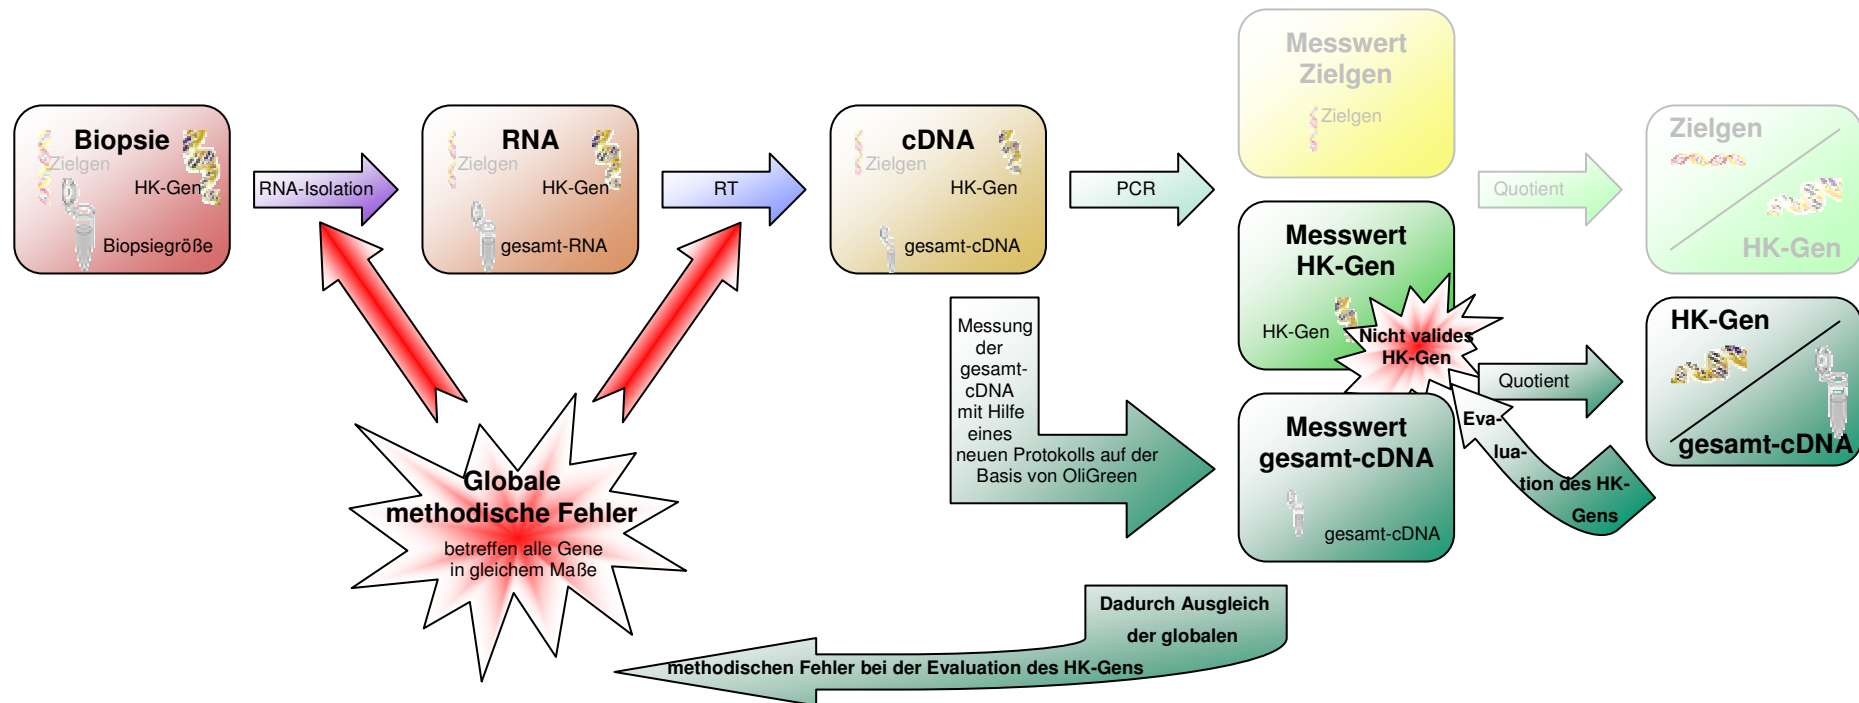 Biopsie
Zielgen
HK-Gen
Biopsiegröße
RNA-Isolation
RNA
Zielgen
HK-Gen
gesamt-RNA
RT
cDNA
Zielgen
HK-Gen
gesamt-cDNA
PCR
Messwert
Zielgen
Zielgen
Quotient
Zielgen
HK-Gen
Messwert
HK-Gen
HK-Gen
Nicht valides
HK-Gen
Quotient
HK-Gen
gesamt-cDNA
Messung
der
gesamt-
cDNA
mit Hilfe
eines
neuen Protokolls auf der
Basis von OliGreen
Messwert
gesamt-cDNA
gesamt-cDNA
Eva-
lua-
tion des HK-
Gens
Globale
methodische Fehler
betreffen alle Gene
in gleichem Maße
Dadurch Ausgleich
der globalen
methodischen Fehler bei der Evaluation des HK-Gens